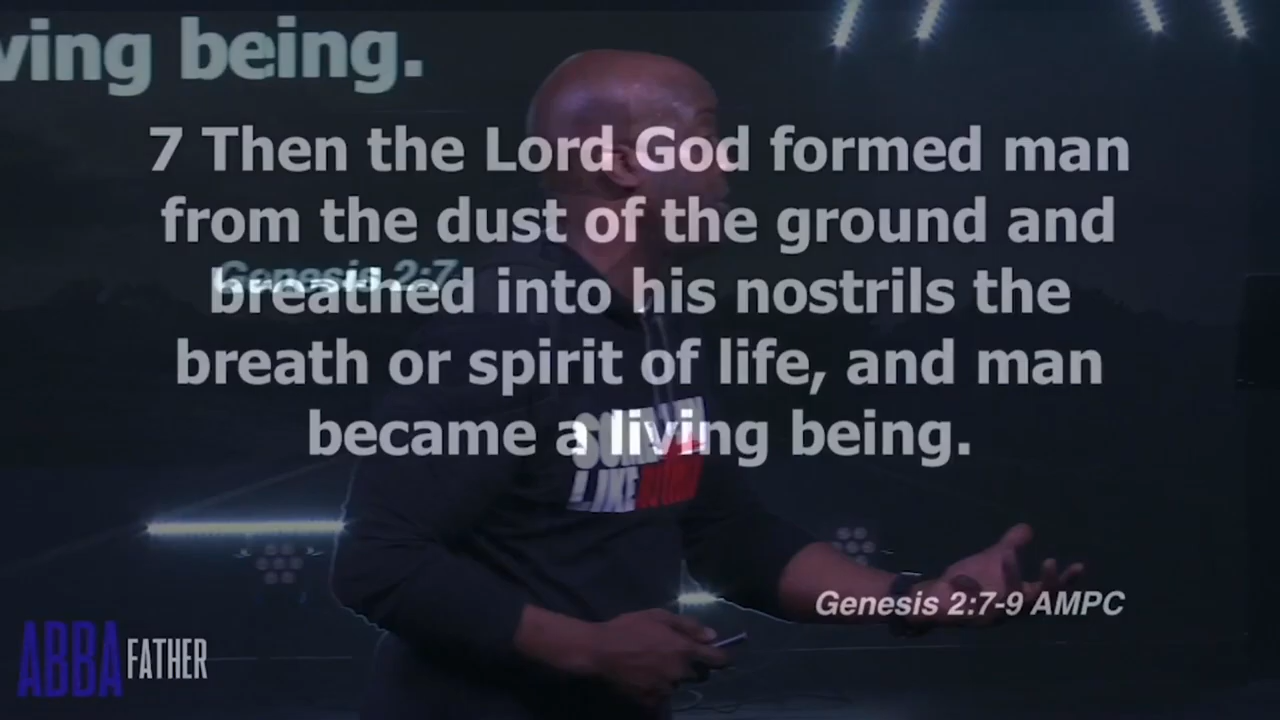 ving being.
7 Then the Lord God formed man
from the dust of the ground and
Genesis 2:7
breathed into his nostrils the
breath or spirit of life, and man
became a living being.
LIKE
Genesis 2:7-9 AMPC
ABBA FATHER